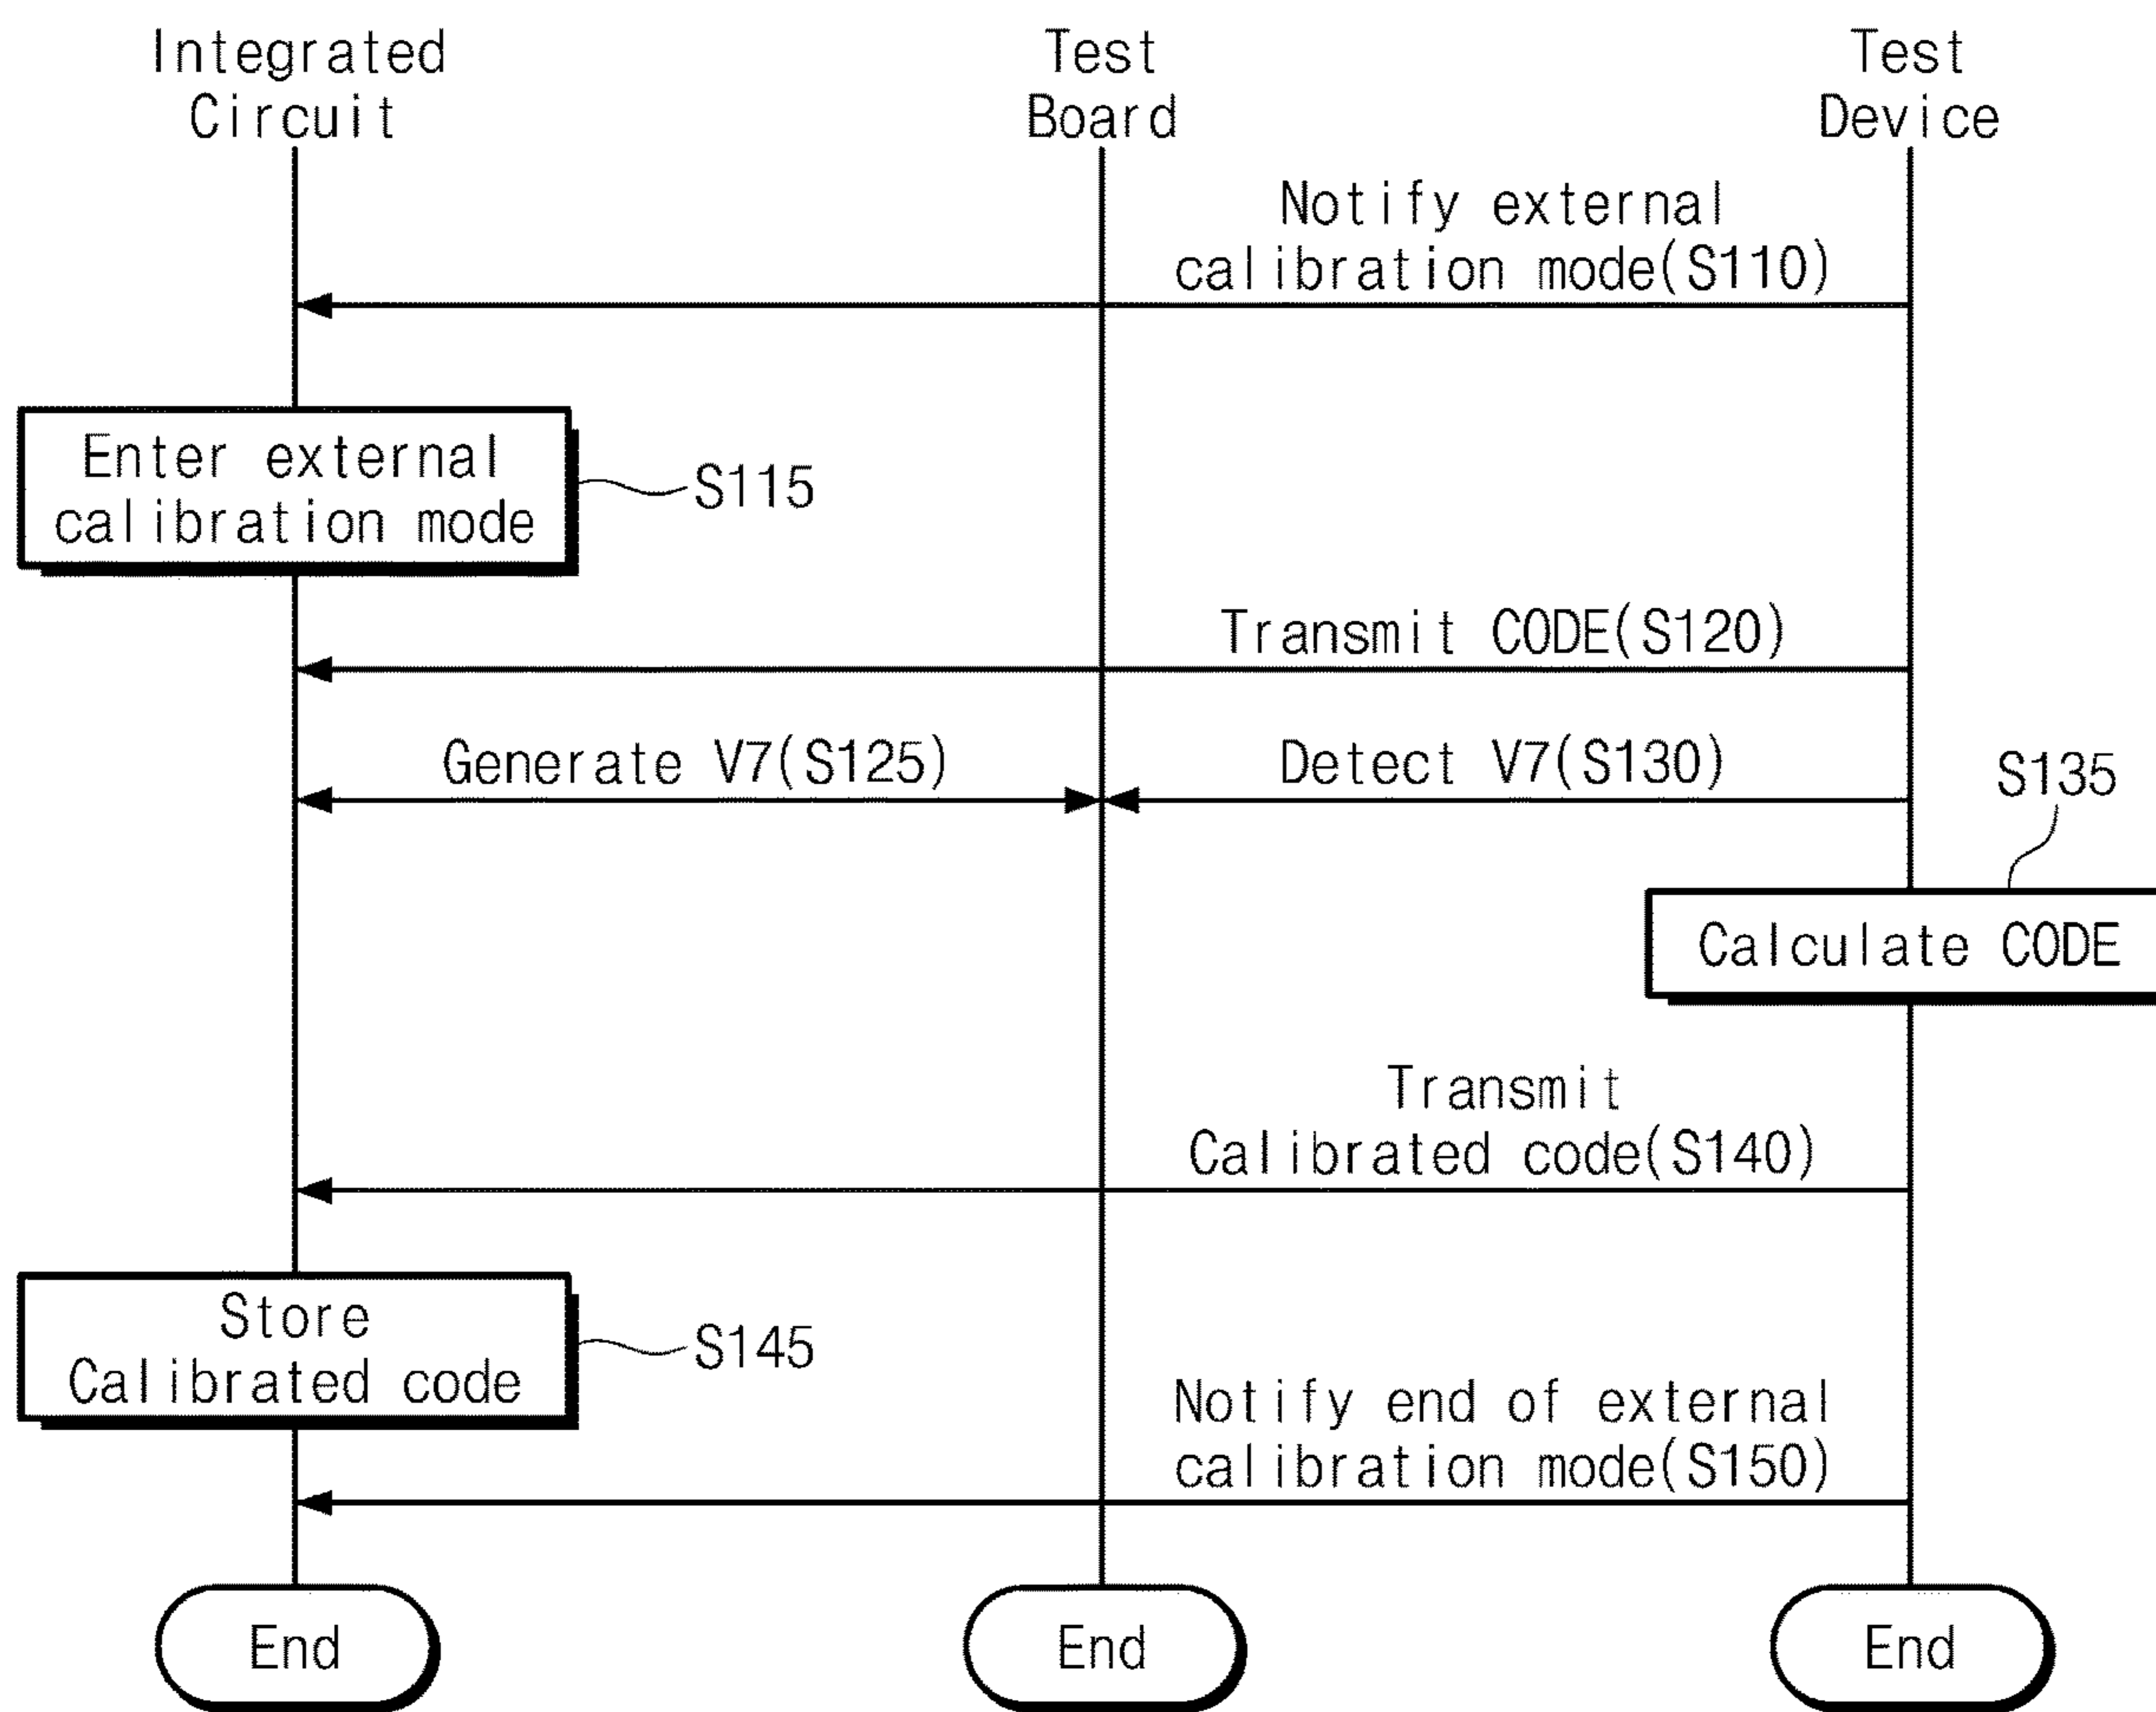 Integrated
Circuit
Test
Board
Test
Device
Notify external
calibration mode(S110)
Enter external
calibration mode
S115
Transmit CODE(S120)
Generate V7(S125)
Detect V7(S130)
S135
Calculate CODE
Transmit
Calibrated code(S140)
Store
Calibrated code
S145
Notify end of external
calibration mode(S150)
End
End
End